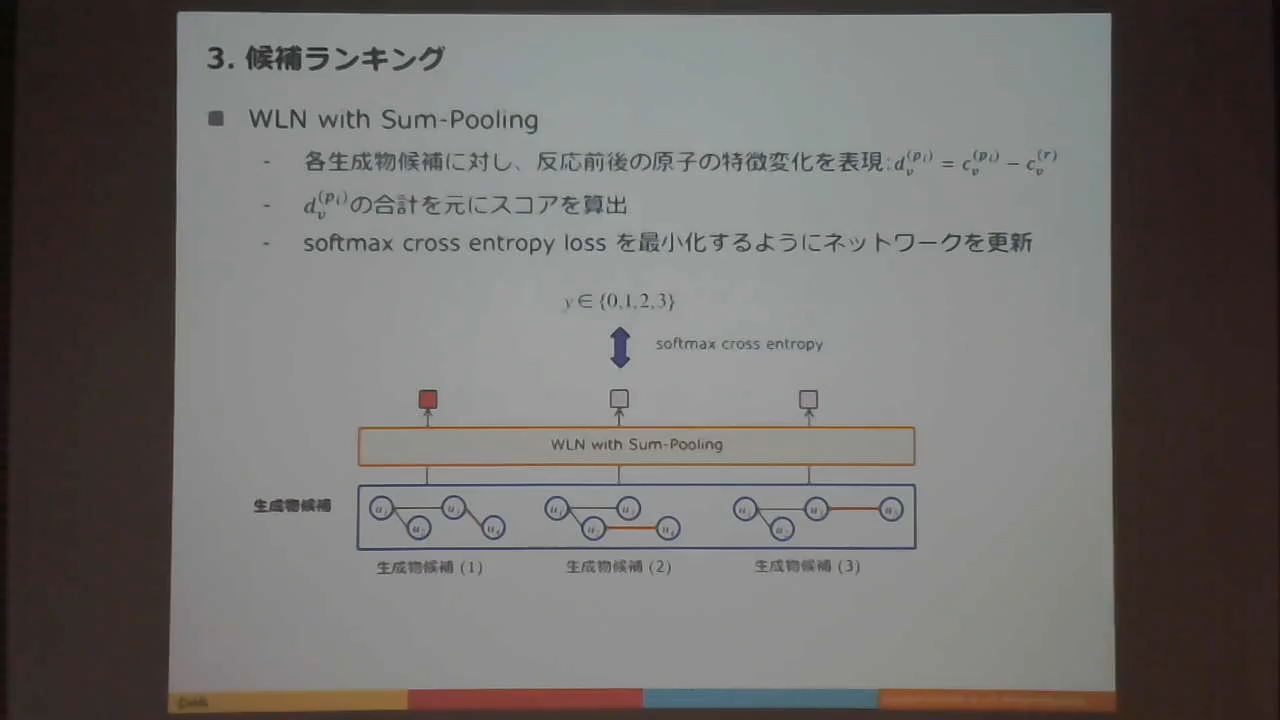 3. 候補ランキング
WLN with Sum-Pooling
- 各生成物候補に対し、反応前後の原子の特徴変化を表現: d_v^(p_i) = c_v^(p_i) − c_v^(r)
- d_v^(p_i)の合計を元にスコアを算出
- softmax cross entropy loss を最小化するようにネットワークを更新
y ∈ {0,1,2,3}
softmax cross entropy
WLN with Sum-Pooling
生成物候補
生成物候補 (1) 生成物候補 (2) 生成物候補 (3)